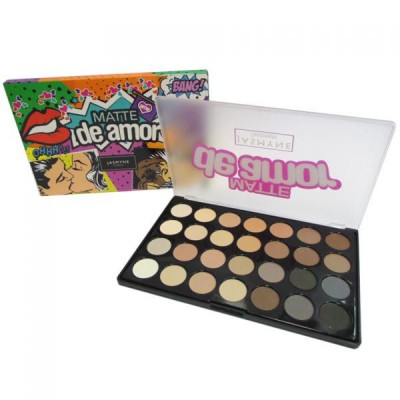 BANG!
MATTE
de amor
JASMYNE
JASMYNE
de amor
MATTE